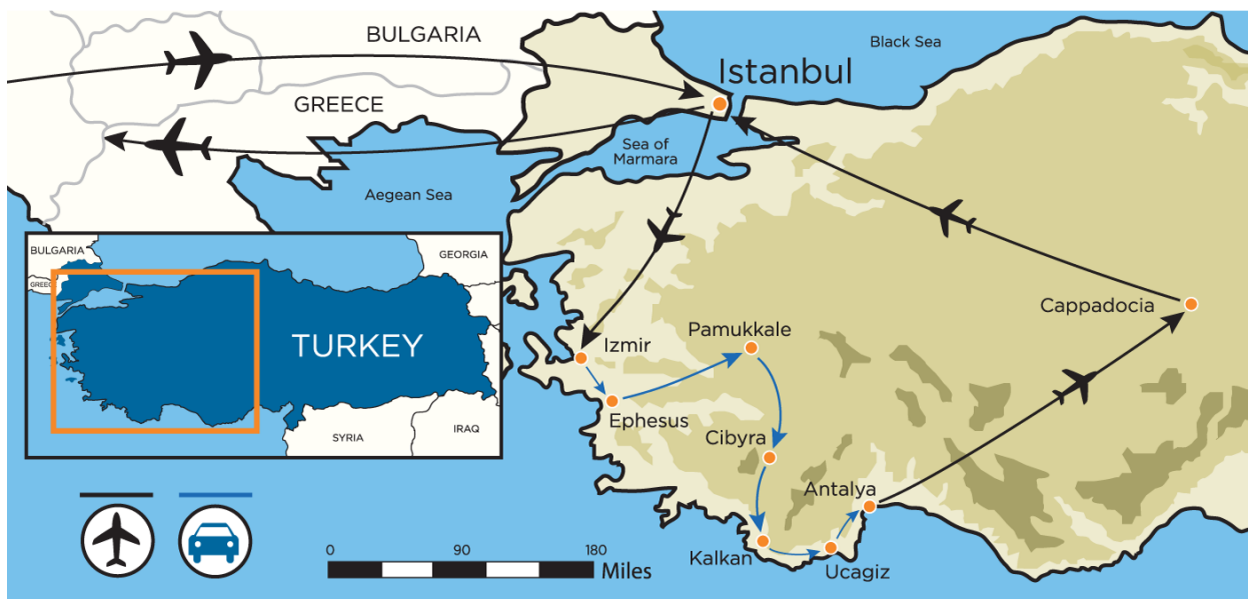 BULGARIA
Black Sea
Istanbul
GREECE
Sea of
Marmara
Aegean Sea
BULGARIA
GEORGIA
GREECE
TURKEY
SYRIA
IRAQ
Cappadocia
Izmir
Pamukkale
Ephesus
Cibyra
Antalya
Kalkan
Ucagiz
0 90 180
Miles